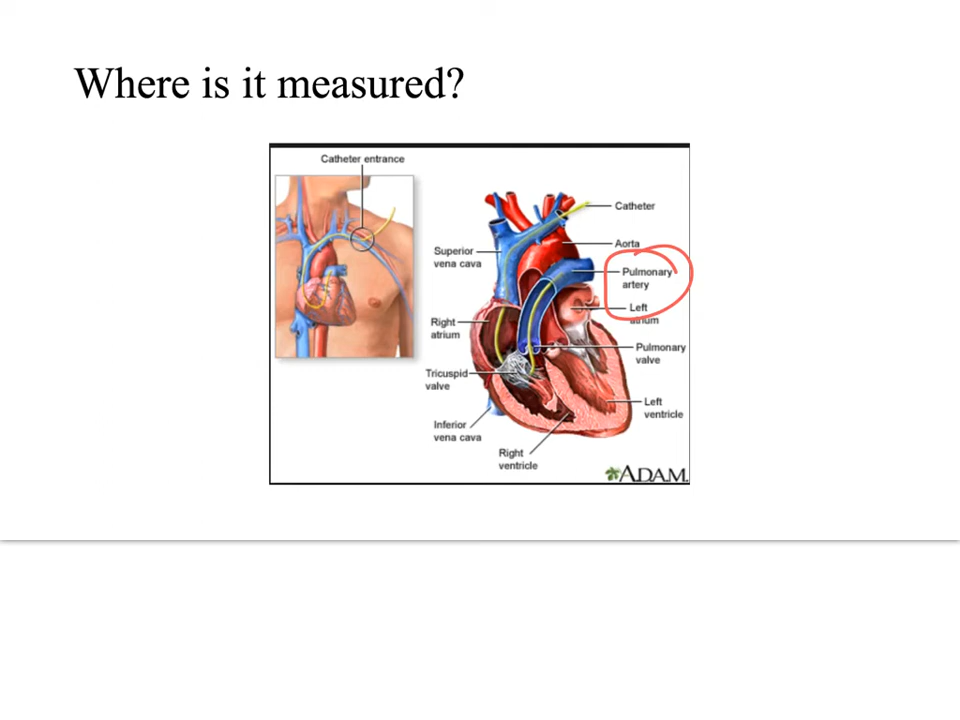 Where is it measured?
Catheter entrance
Catheter
Aorta
Superior
vena cava
Pulmonary
artery
Left
atrium
Right
atrium
Pulmonary
valve
Tricuspid
valve
Left
ventricle
Inferior
vena cava
Right
ventricle
A.D.A.M.